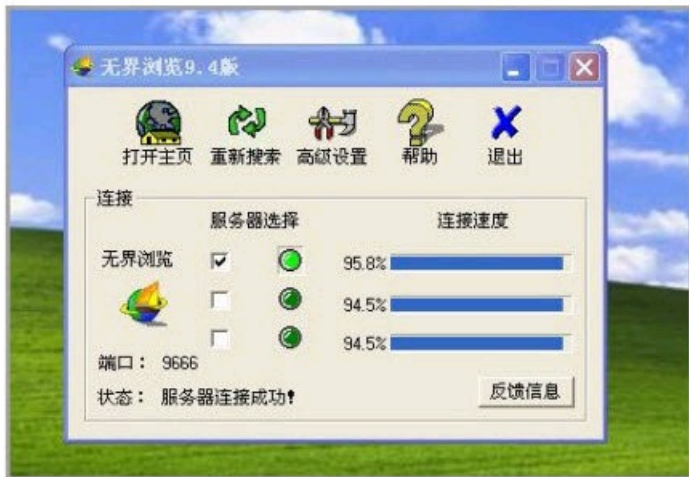 无界浏览9.4版
打开主页 重新搜索 高级设置 帮助 退出
连接
服务器选择 连接速度
无界浏览 95.8%
94.5%
94.5%
端口： 9666
状态： 服务器连接成功!
反馈信息